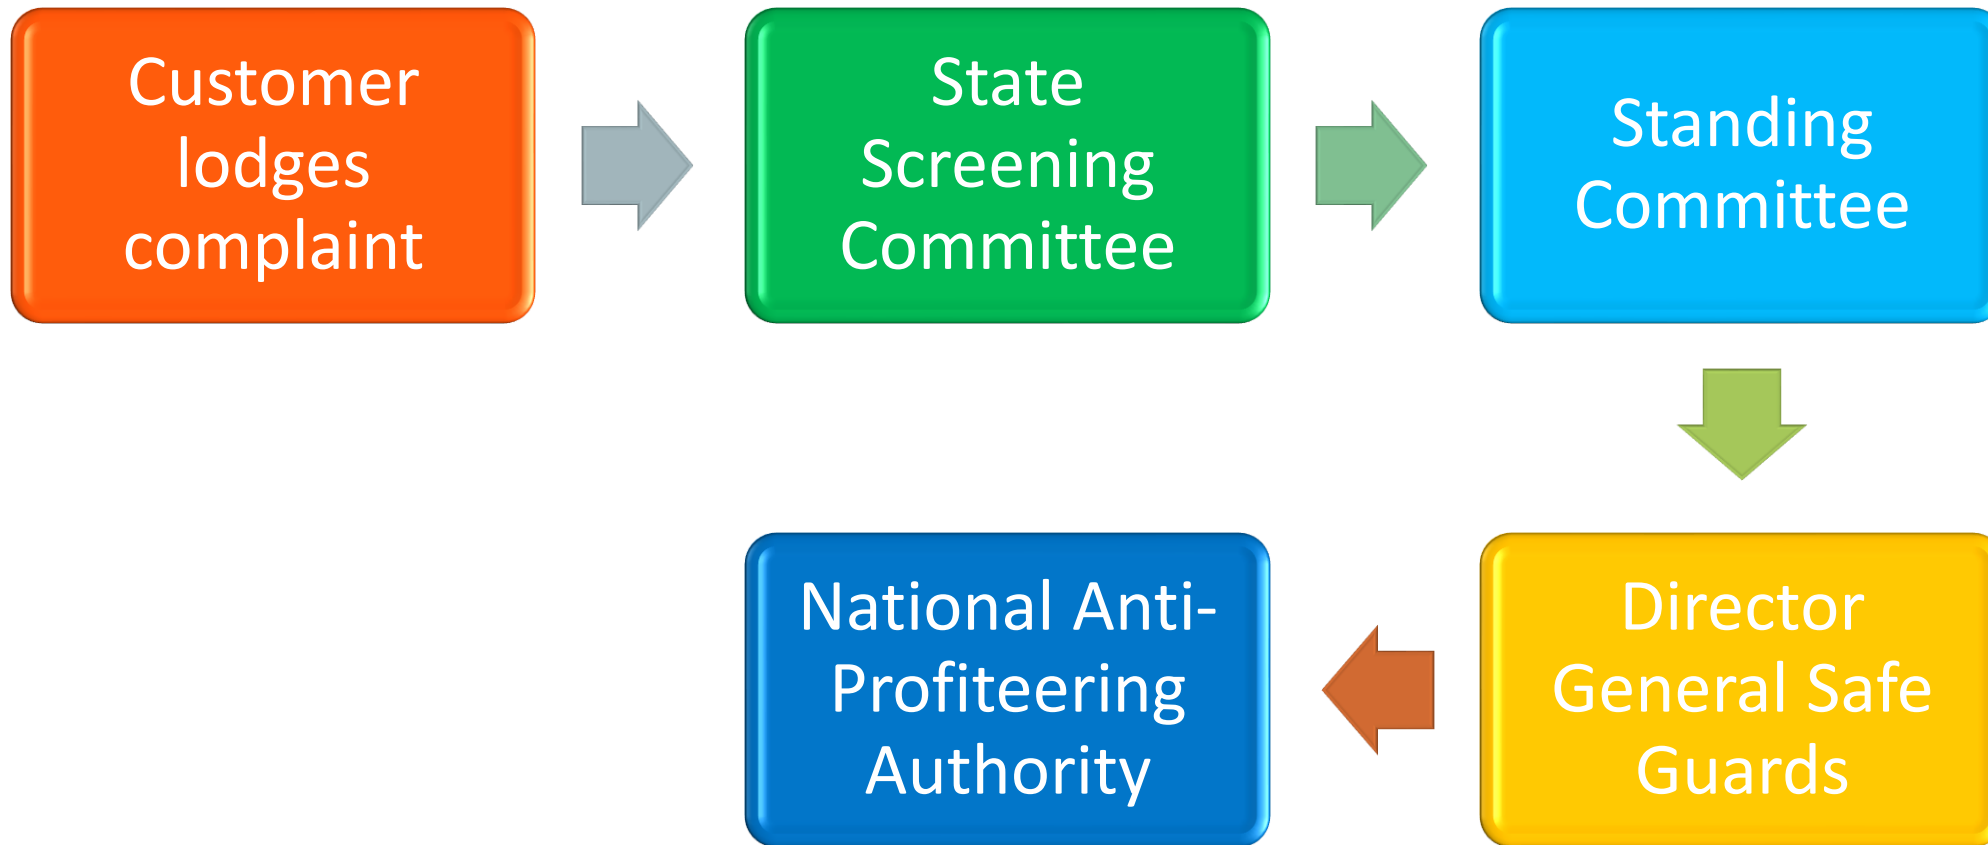 Customer
lodges
complaint
State
Screening
Committee
Standing
Committee
Director
General Safe
Guards
National Anti-
Profiteering
Authority